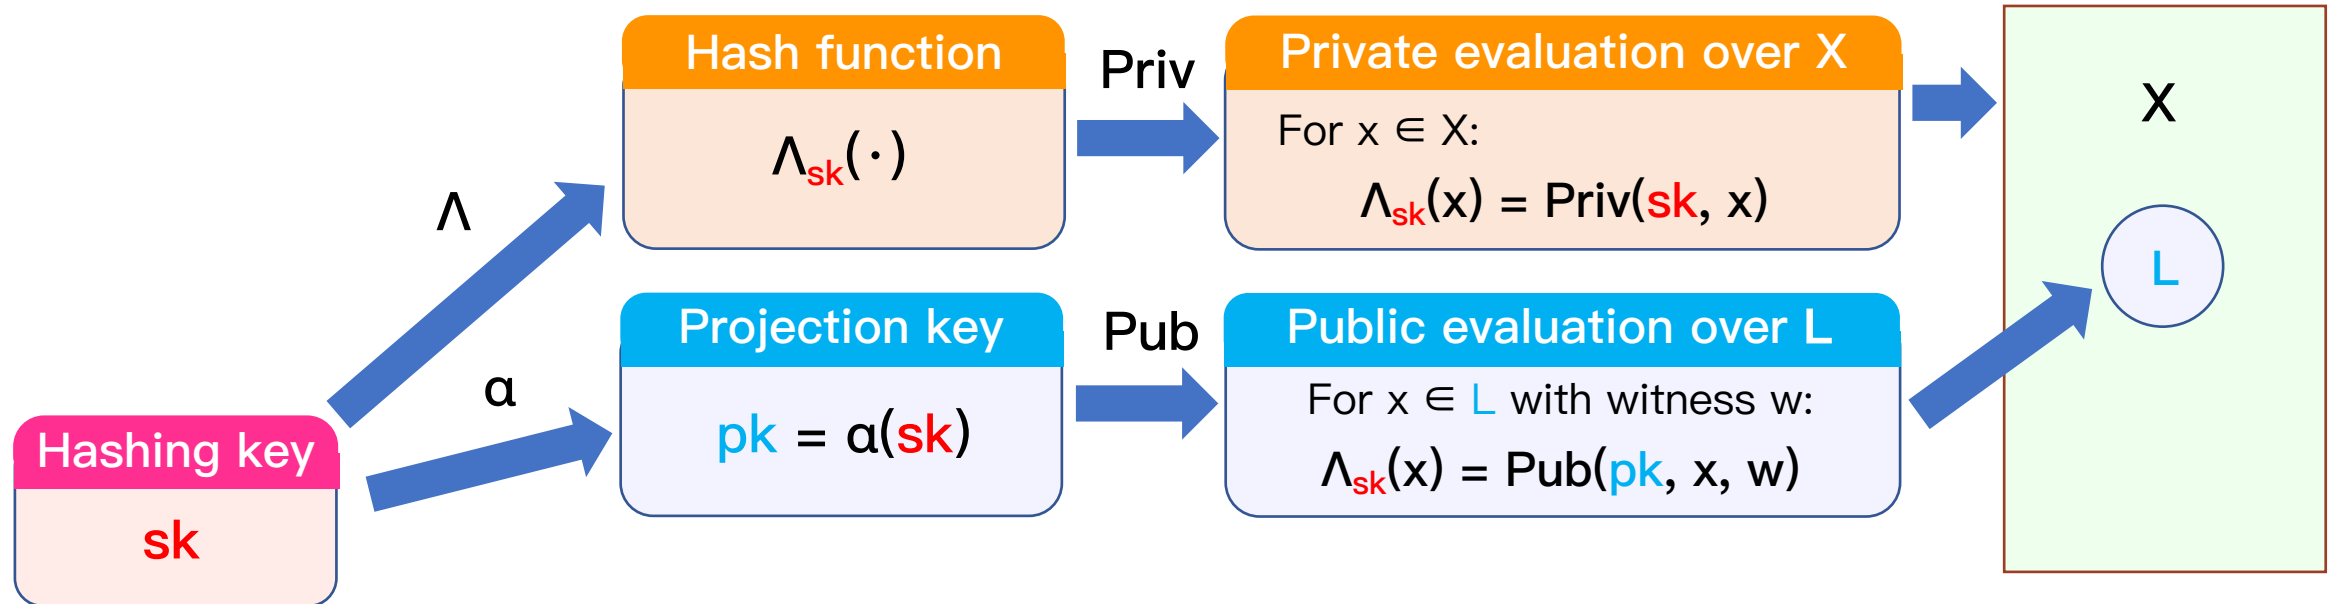 Hash function
Λsk(·)
Priv
Private evaluation over X
For x ∈ X:
Λsk(x) = Priv(sk, x)
X
Λ
L
Projection key
pk = α(sk)
Pub
Public evaluation over L
For x ∈ L with witness w:
Λsk(x) = Pub(pk, x, w)
α
Hashing key
sk